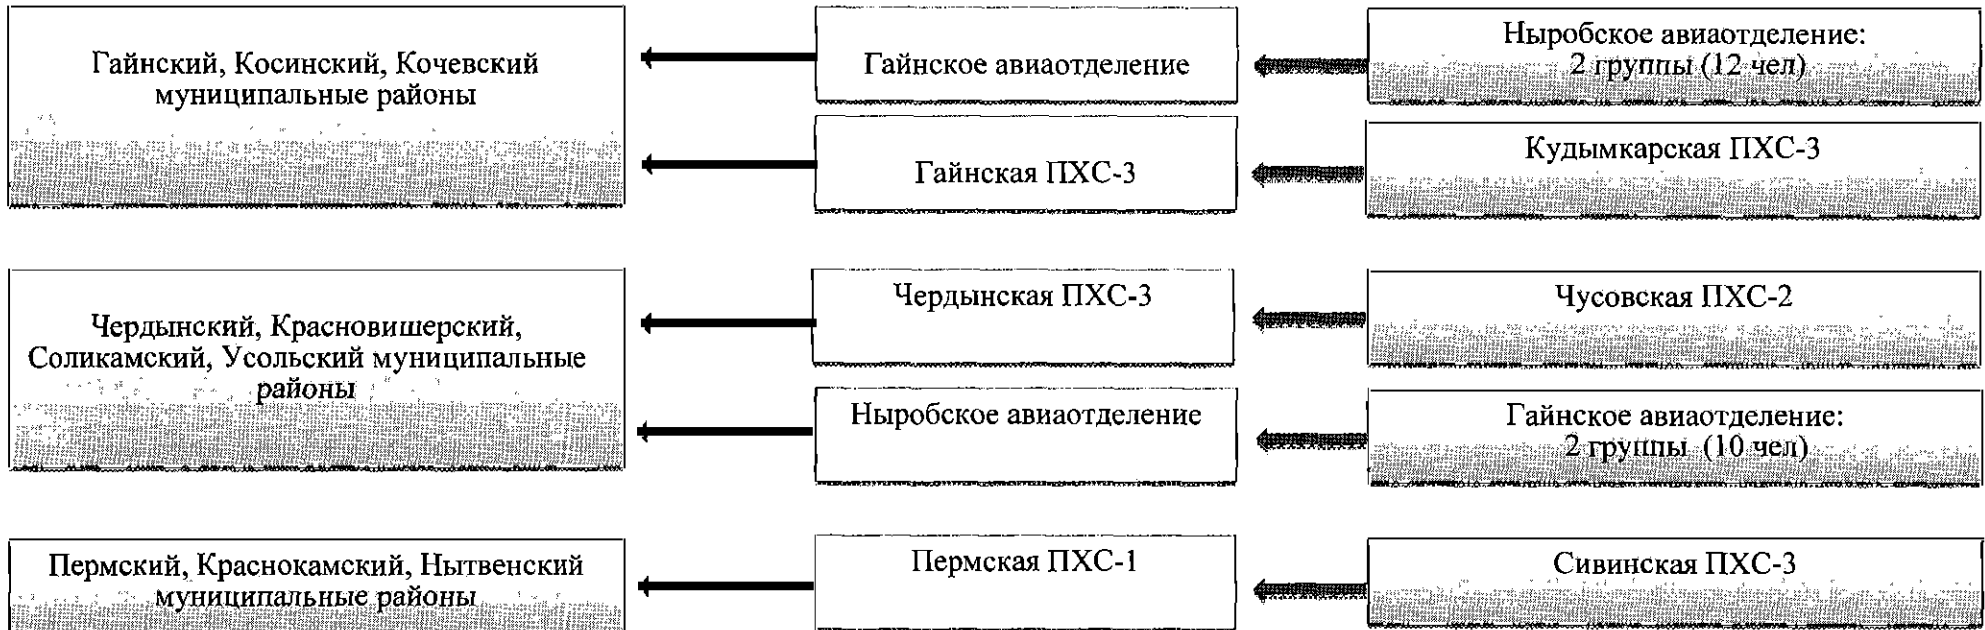 Гайнский, Косинский, Кочевский
муниципальные районы
Гайнское авиаотделение
Ныробское авиаотделение:
2 группы (12 чел)
Гайнская ПХС-3
Кудымкарская ПХС-3
Чердынский, Красновишерский,
Соликамский, Усольский муниципальные
районы
Чердынская ПХС-3
Чусовская ПХС-2
Ныробское авиаотделение
Гайнское авиаотделение:
2 группы (10 чел)
Пермский, Краснокамский, Нытвенский
муниципальные районы
Пермская ПХС-1
Сивинская ПХС-3